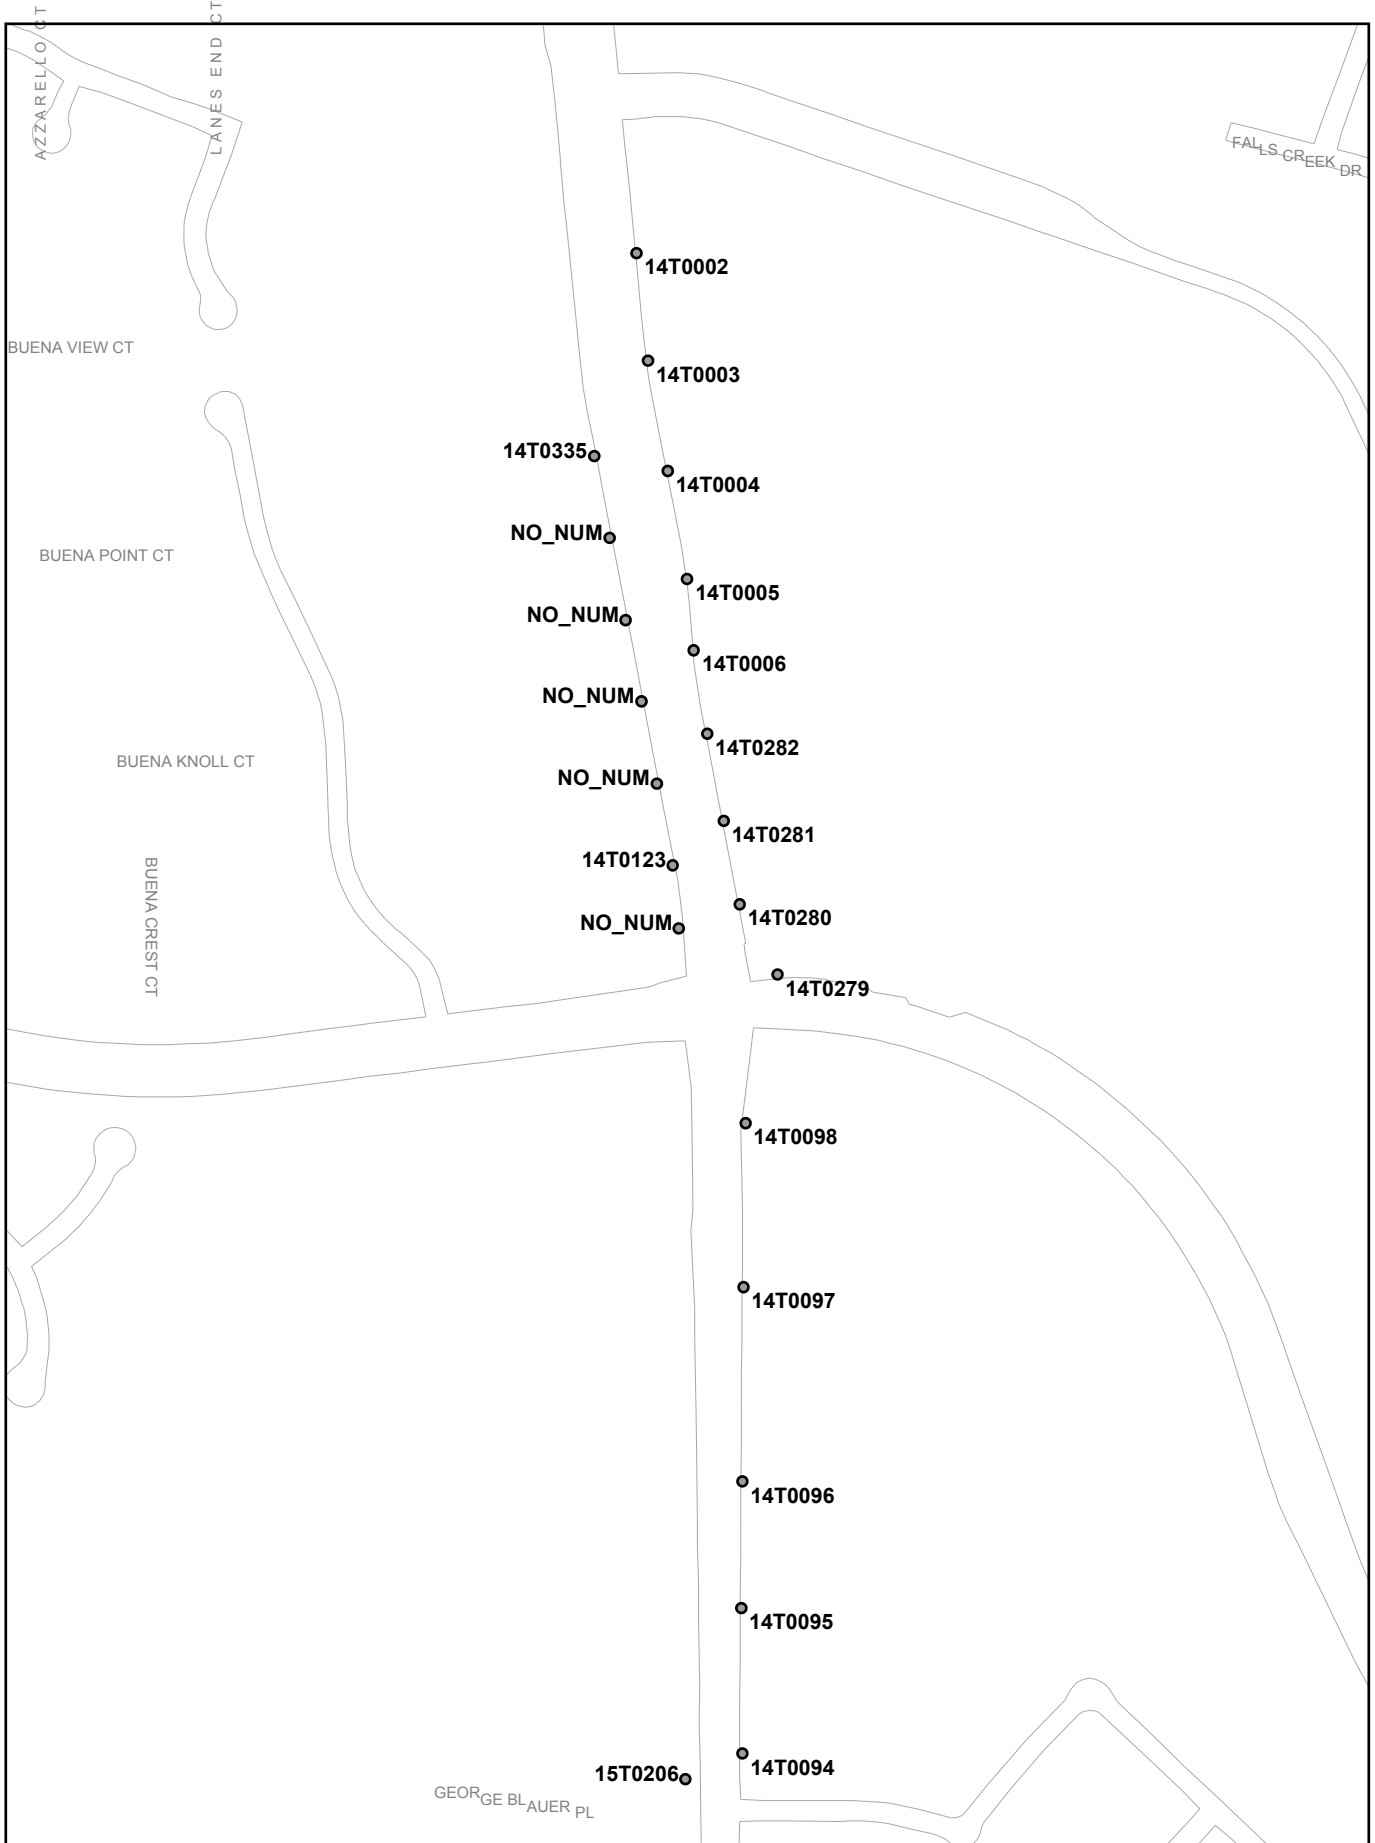 AZZARELLO CT
LANES END CT
FALLS CREEK DR
14T0002
BUENA VIEW CT
14T0003
14T0335
14T0004
NO_NUM
BUENA POINT CT
14T0005
NO_NUM
14T0006
NO_NUM
14T0282
BUENA KNOLL CT
NO_NUM
14T0281
14T0123
BUENA CREST CT
14T0280
NO_NUM
14T0279
14T0098
14T0097
14T0096
14T0095
14T0094
15T0206
GEORGE BLAUER PL